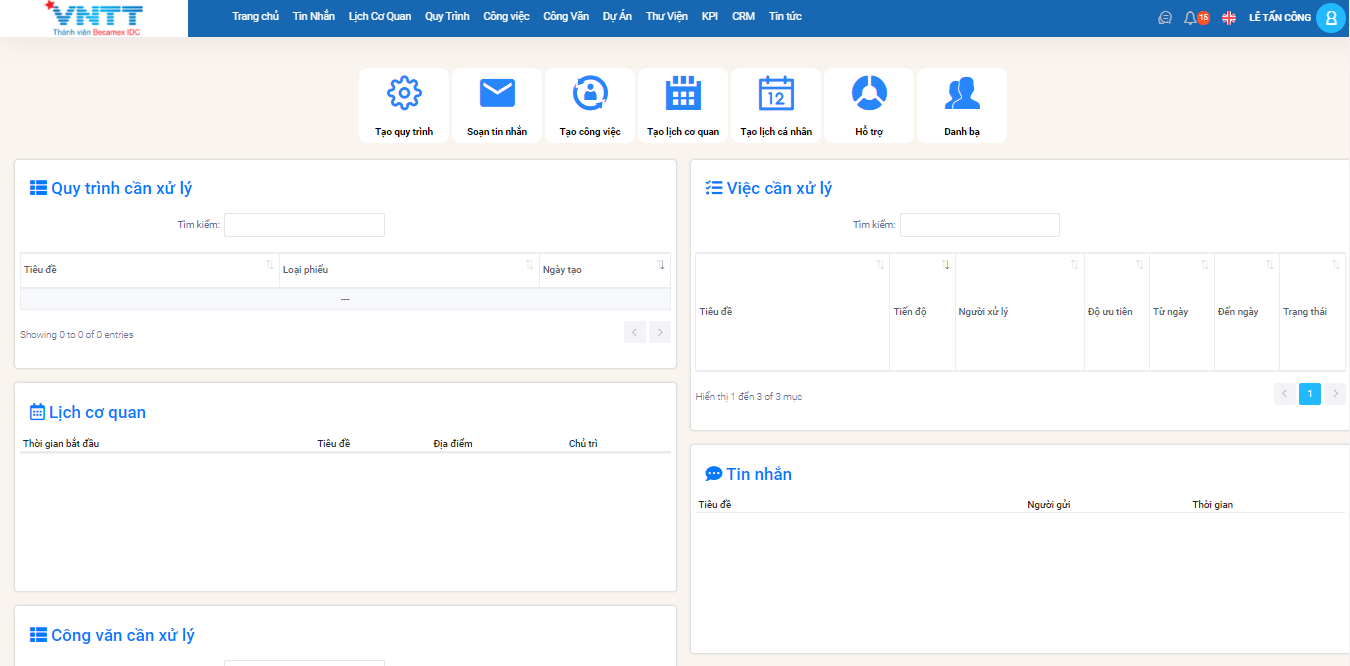 VNTT
Thành viên Becamex IDC
Trang chủ Tin Nhắn Lịch Cơ Quan Quy Trình Công việc Công Văn Dự Án Thư Viện KPI CRM Tin tức
15 LÊ TẤN CÔNG
12
Tạo quy trình Soạn tin nhắn Tạo công việc Tạo lịch cơ quan Tạo lịch cá nhân Hỗ trợ Danh bạ
Quy trình cần xử lý
Tìm kiếm:
Tiêu đề Loại phiếu Ngày tạo
---
Showing 0 to 0 of 0 entries
Lịch cơ quan
Thời gian bắt đầu Tiêu đề Địa điểm Chủ trì
Công văn cần xử lý
Việc cần xử lý
Tìm kiếm:
Tiêu đề Tiến độ Người xử lý Độ ưu tiên Từ ngày Đến ngày Trạng thái
Hiển thị 1 đến 3 of 3 mục
1
Tin nhắn
Tiêu đề Người gửi Thời gian